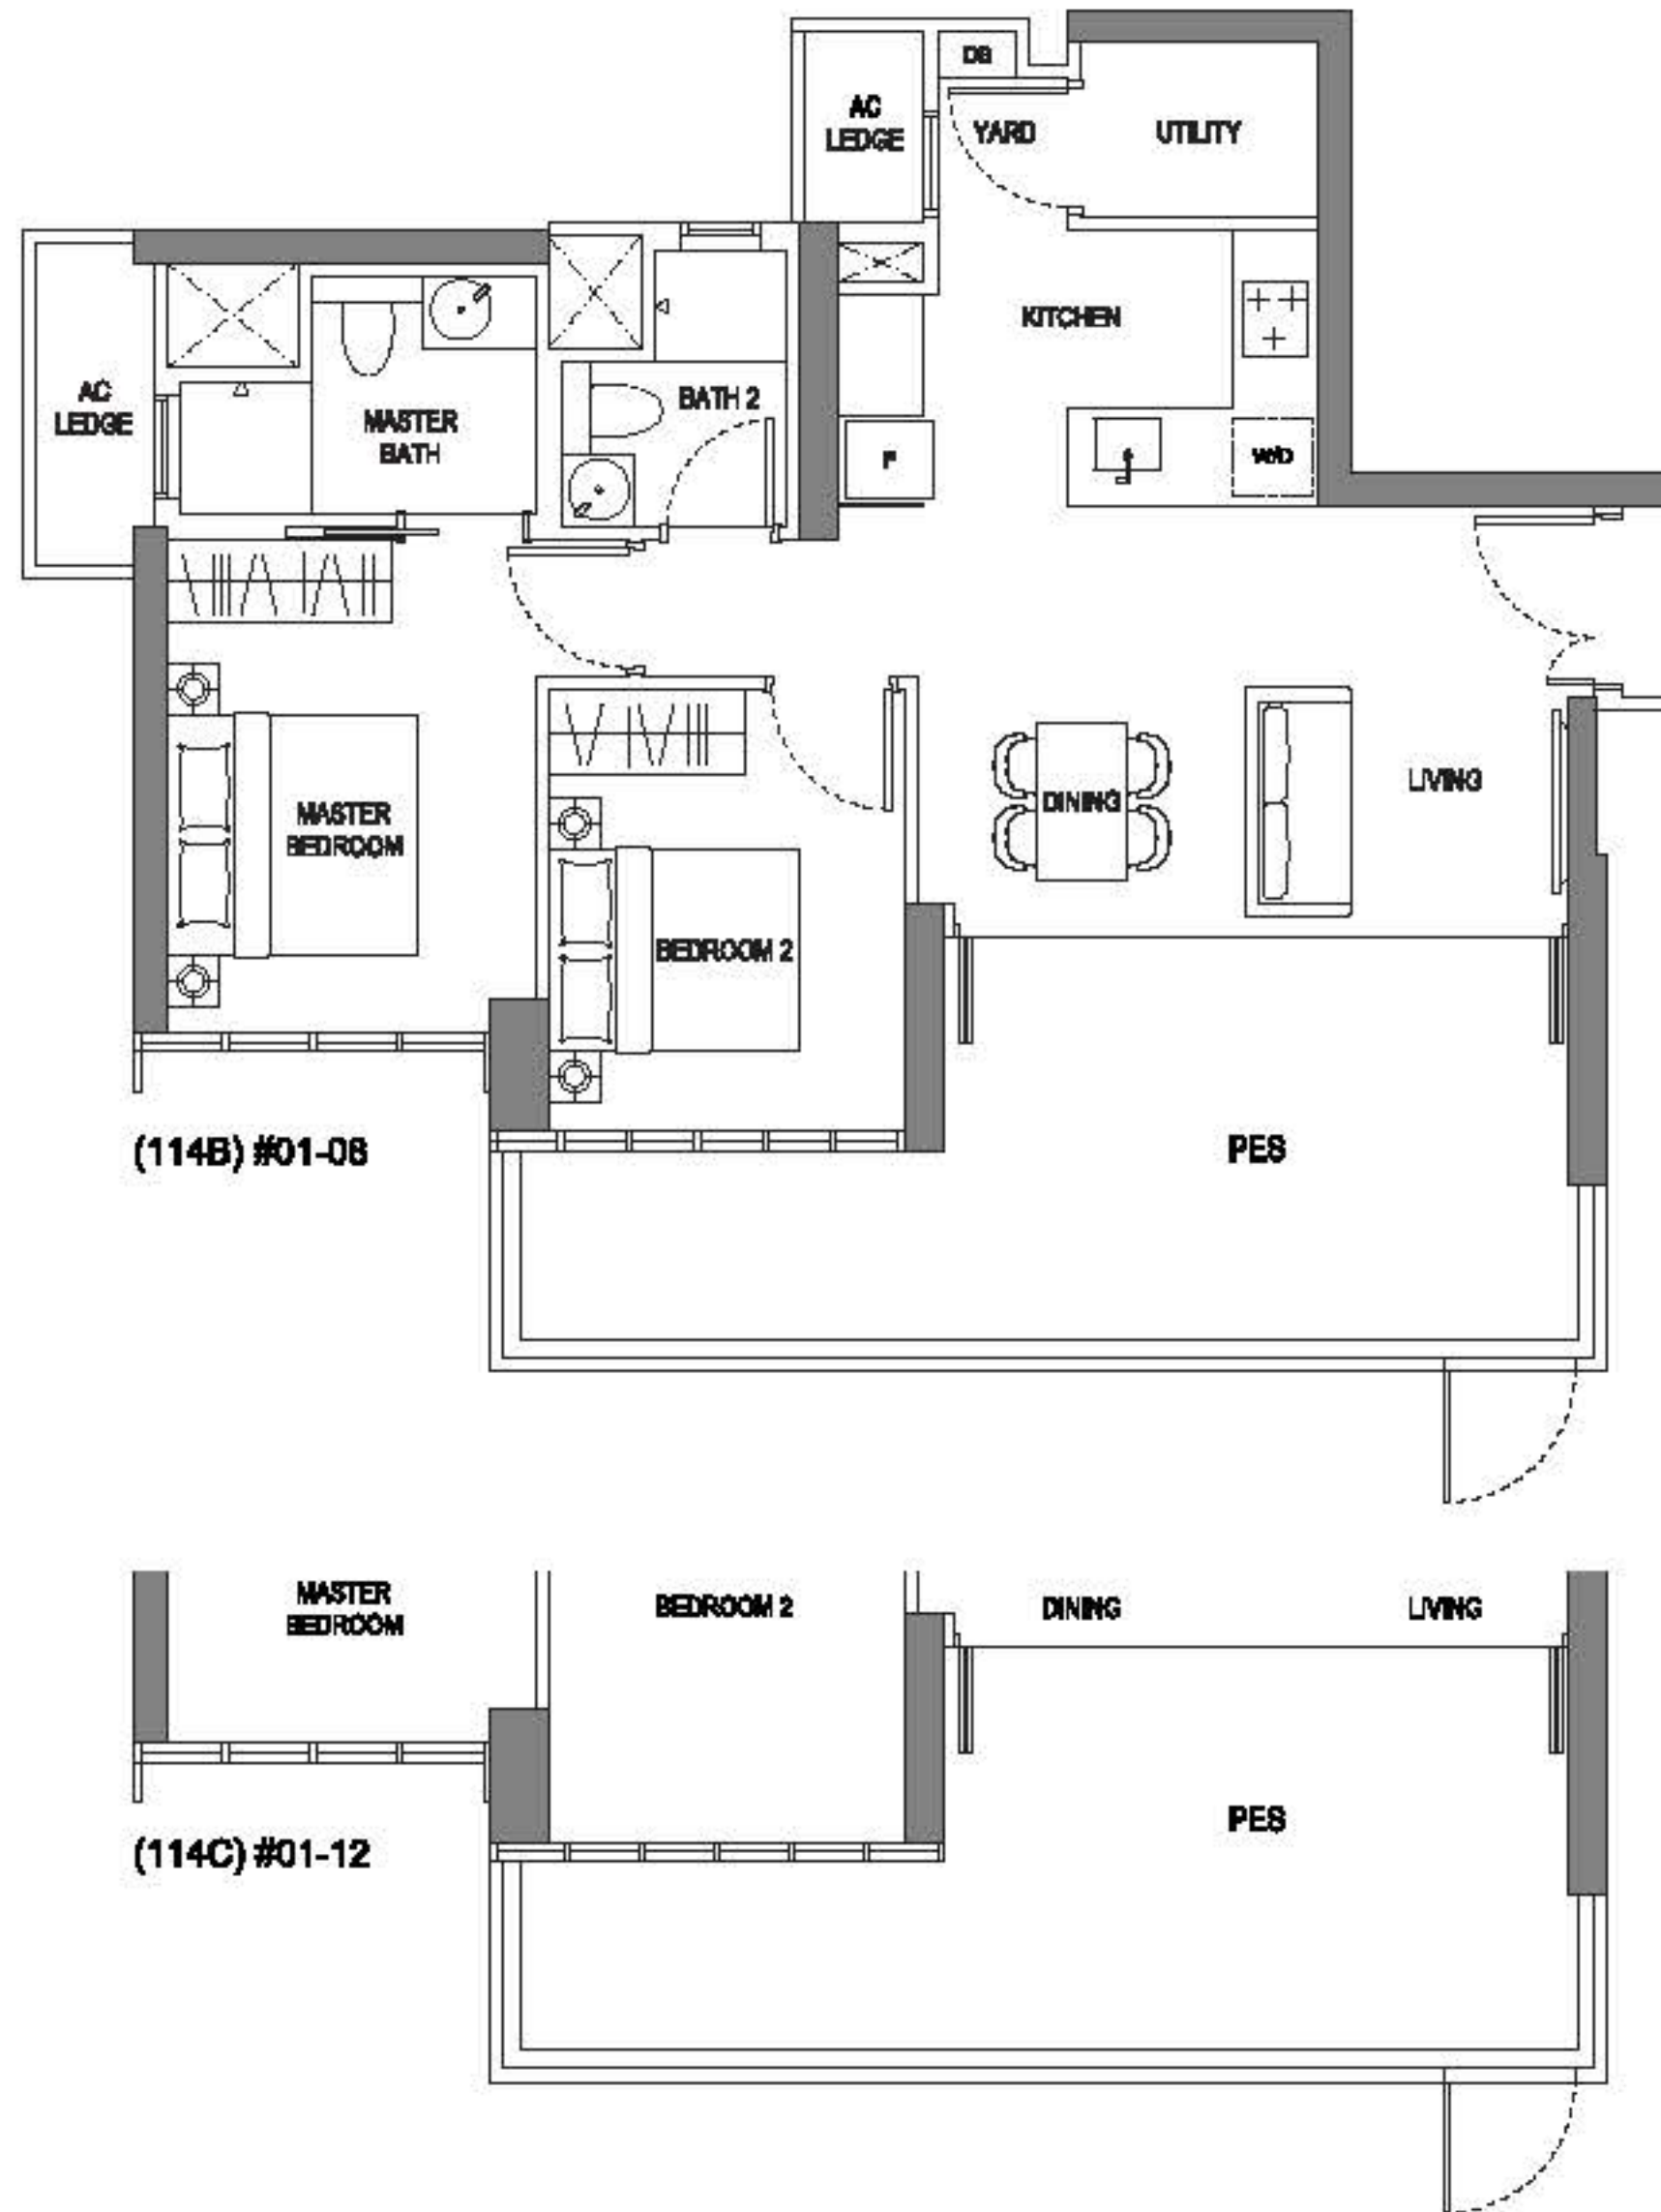 DB
AC
LEDGE
YARD
UTILITY
KITCHEN
AC
LEDGE
MASTER
BATH
BATH 2
F
W/D
MASTER
BEDROOM
DINING
LIVING
BEDROOM 2
(114B) #01-08
PES
MASTER
BEDROOM
BEDROOM 2
DINING
LIVING
PES
(114C) #01-12